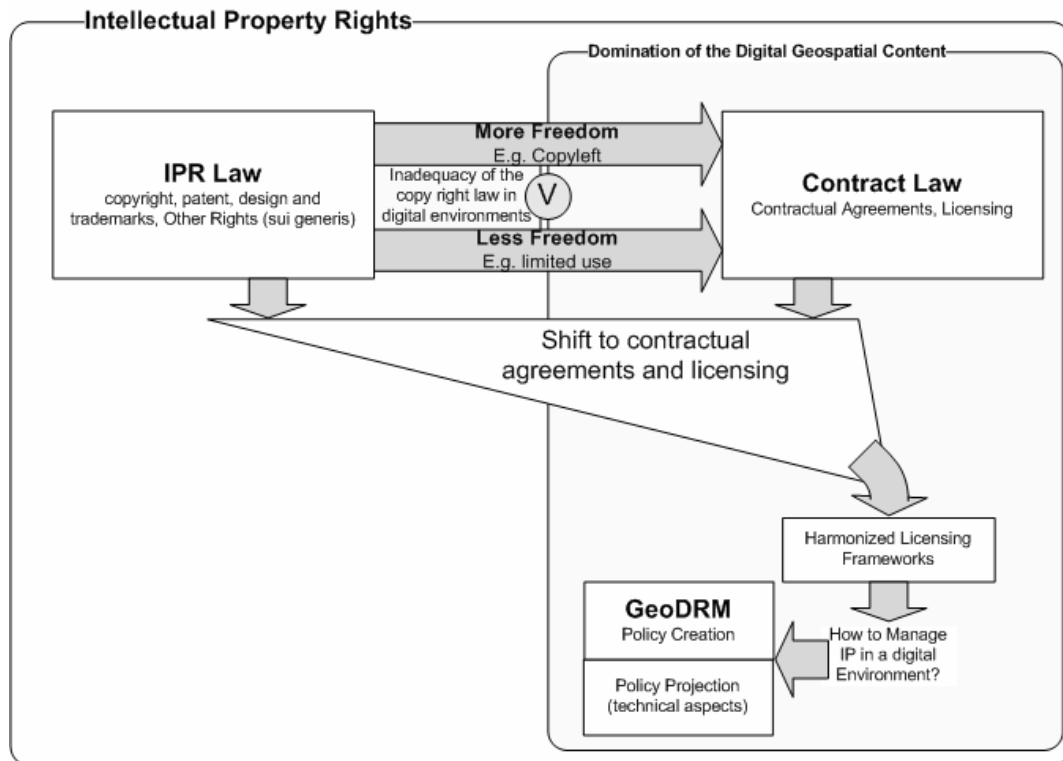 Intellectual Property Rights
Domination of the Digital Geospatial Content
IPR Law
copyright, patent, design and
trademarks, Other Rights (sui generis)
More Freedom
E.g. Copyleft
Inadequacy of the
copy right law in
digital environments
V
Less Freedom
E.g. limited use
Contract Law
Contractual Agreements, Licensing
Shift to contractual
agreements and licensing
Harmonized Licensing
Frameworks
How to Manage
IP in a digital
Environment?
GeoDRM
Policy Creation
Policy Projection
(technical aspects)